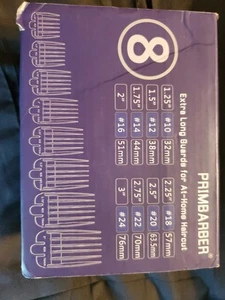 PRIMBARBER®
Extra Long Guards for At-Home Haircut
8
1.25" #10 32mm 2.25" #18 57mm
1.5" #12 38mm 2.5" #20 63.5mm
1.75" #14 44mm 2.75" #22 70mm
2" #16 51mm 3" #24 76mm